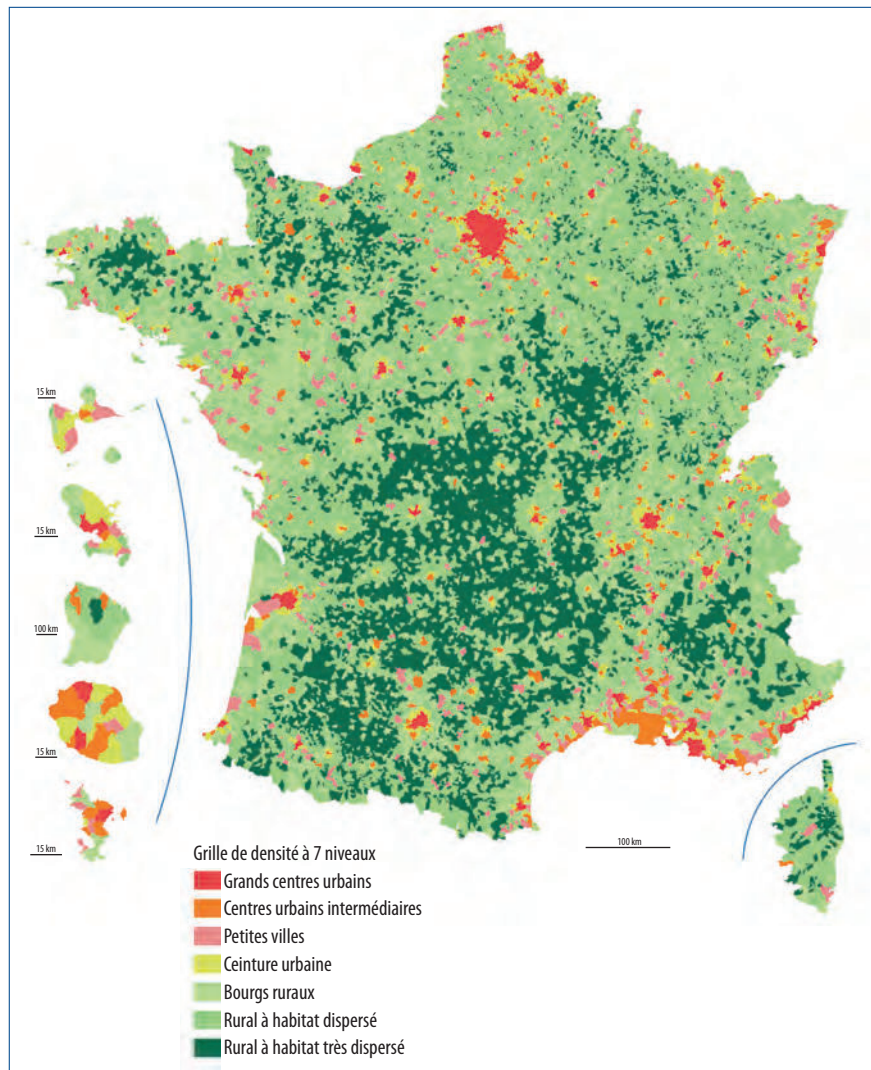 15 km
15 km
100 km
15 km
15 km
100 km
Grille de densité à 7 niveaux
Grands centres urbains
Centres urbains intermédiaires
Petites villes
Ceinture urbaine
Bourgs ruraux
Rural à habitat dispersé
Rural à habitat très dispersé